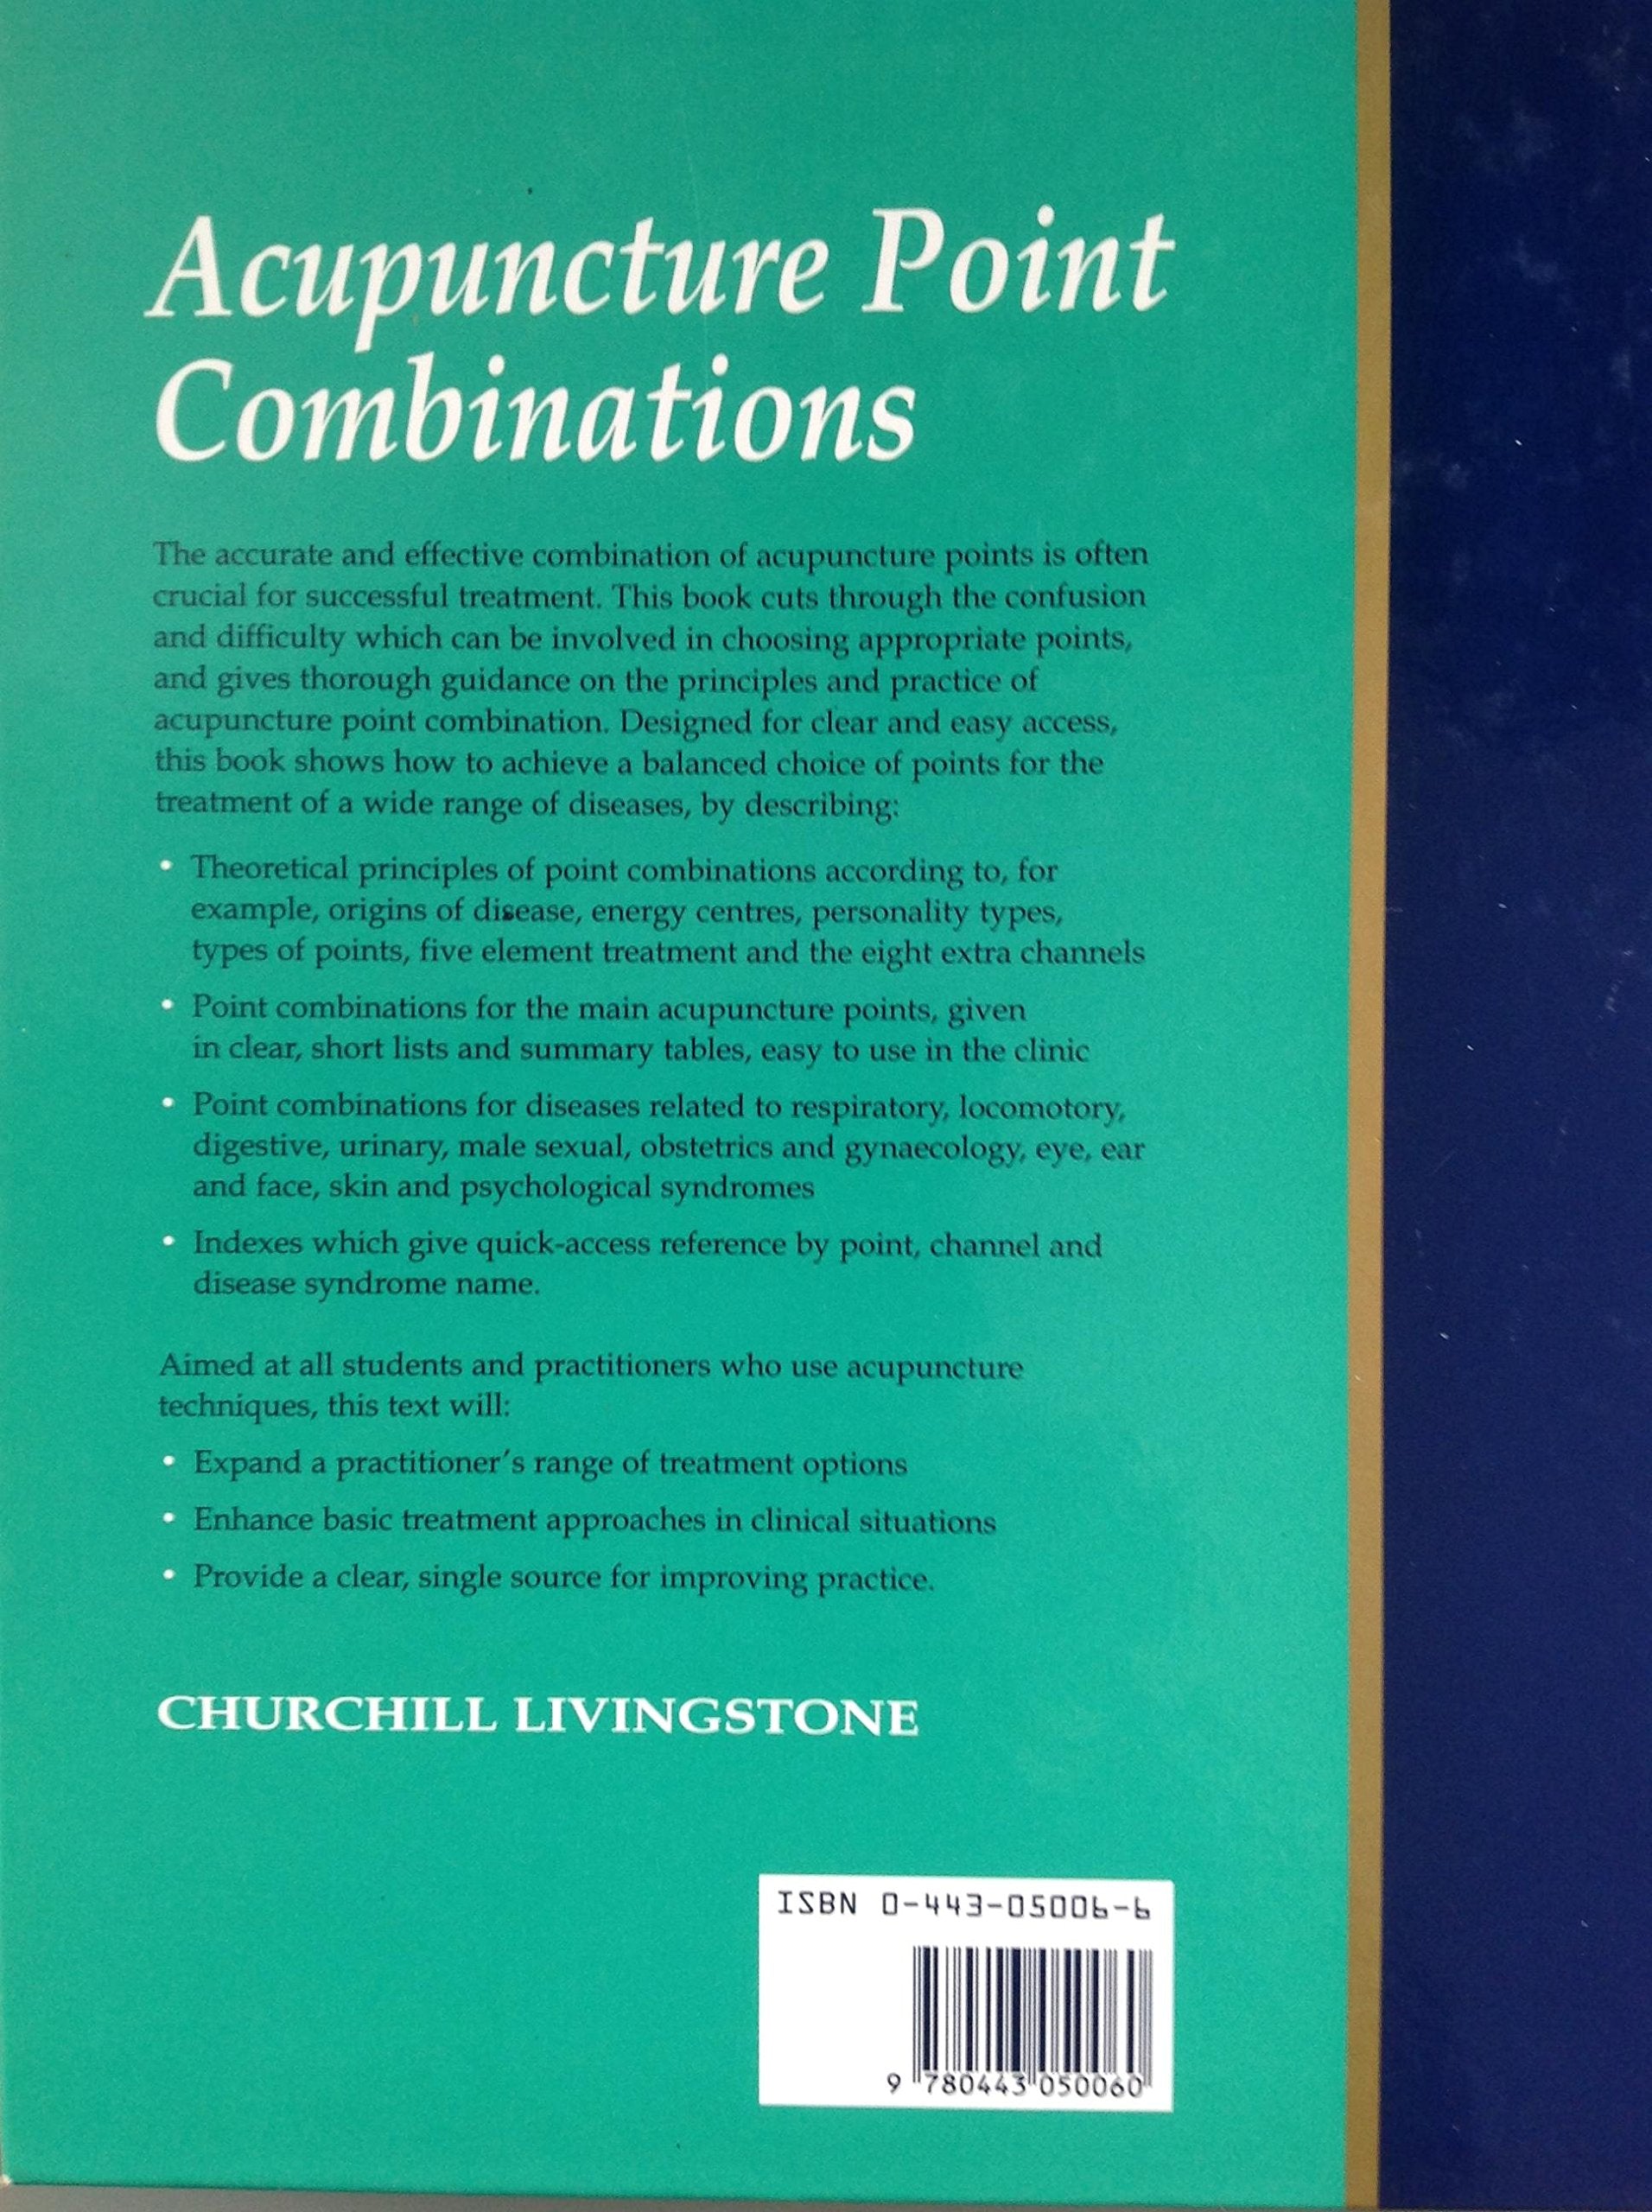 Acupuncture Point
Combinations
The accurate and effective combination of acupuncture points is often
crucial for successful treatment. This book cuts through the confusion
and difficulty which can be involved in choosing appropriate points,
and gives thorough guidance on the principles and practice of
acupuncture point combination. Designed for clear and easy access,
this book shows how to achieve a balanced choice of points for the
treatment of a wide range of diseases, by describing:
• Theoretical principles of point combinations according to, for
example, origins of disease, energy centres, personality types,
types of points, five element treatment and the eight extra channels
• Point combinations for the main acupuncture points, given
in clear, short lists and summary tables, easy to use in the clinic
• Point combinations for diseases related to respiratory, locomotory,
digestive, urinary, male sexual, obstetrics and gynaecology, eye, ear
and face, skin and psychological syndromes
• Indexes which give quick-access reference by point, channel and
disease syndrome name.
Aimed at all students and practitioners who use acupuncture
techniques, this text will:
• Expand a practitioner's range of treatment options
• Enhance basic treatment approaches in clinical situations
• Provide a clear, single source for improving practice.
CHURCHILL LIVINGSTONE
ISBN 0-443-05006-6
9 780443 050060